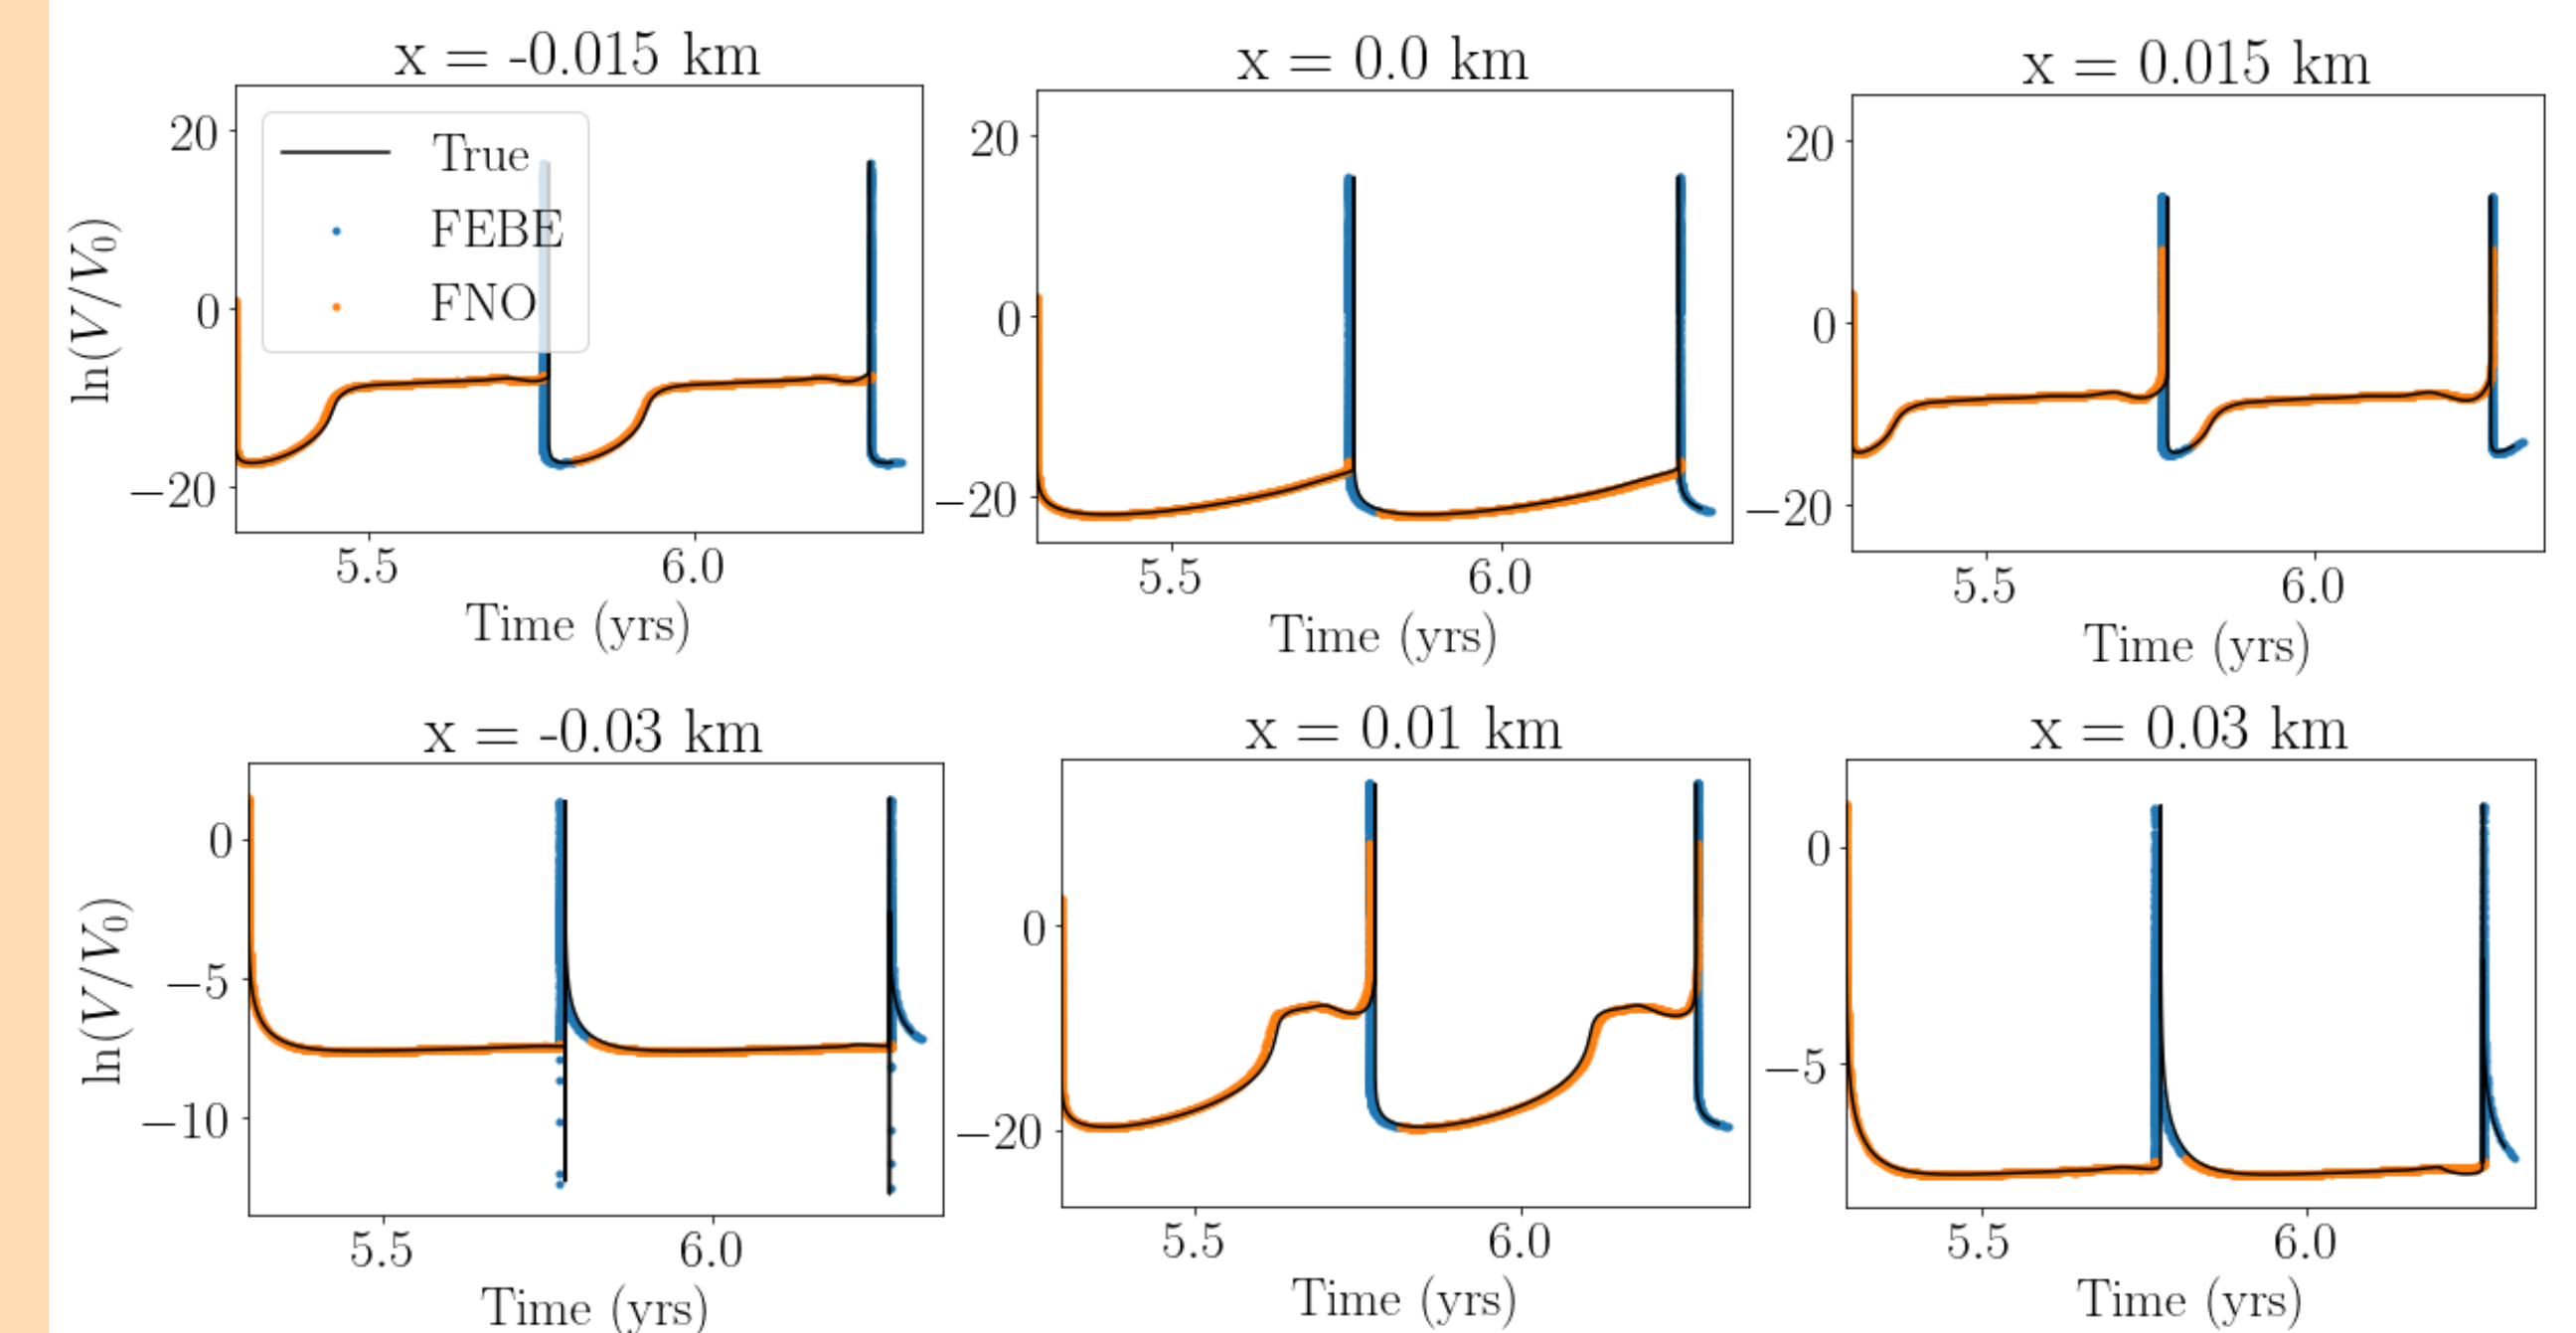 x = -0.015 km
x = 0.0 km
x = 0.015 km
ln(V/V₀)
20
0
−20
True
FEBE
FNO
5.5 6.0
Time (yrs)
20
0
−20
5.5 6.0
Time (yrs)
20
0
−20
5.5 6.0
Time (yrs)
x = -0.03 km
x = 0.01 km
x = 0.03 km
ln(V/V₀)
0
−5
−10
5.5 6.0
Time (yrs)
0
−20
5.5 6.0
Time (yrs)
0
−5
5.5 6.0
Time (yrs)